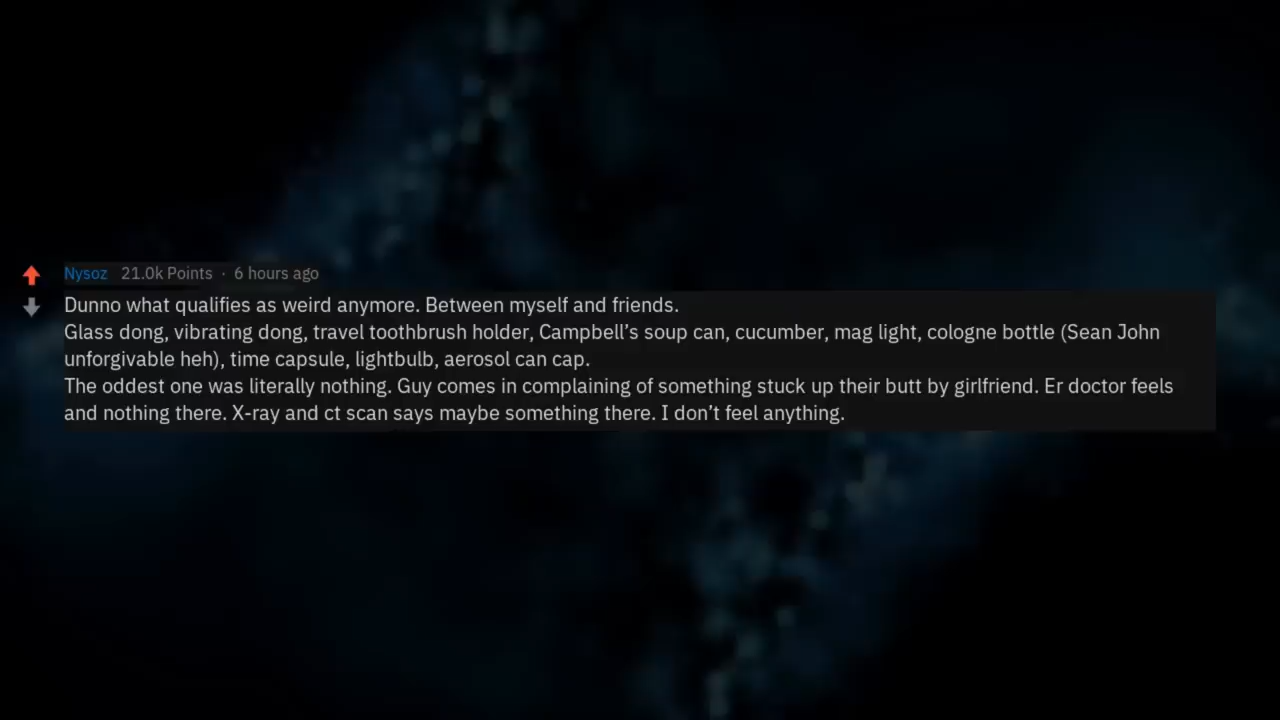 Nysoz 21.0k Points · 6 hours ago
Dunno what qualifies as weird anymore. Between myself and friends.
Glass dong, vibrating dong, travel toothbrush holder, Campbell’s soup can, cucumber, mag light, cologne bottle (Sean John
unforgivable heh), time capsule, lightbulb, aerosol can cap.
The oddest one was literally nothing. Guy comes in complaining of something stuck up their butt by girlfriend. Er doctor feels
and nothing there. X-ray and ct scan says maybe something there. I don’t feel anything.